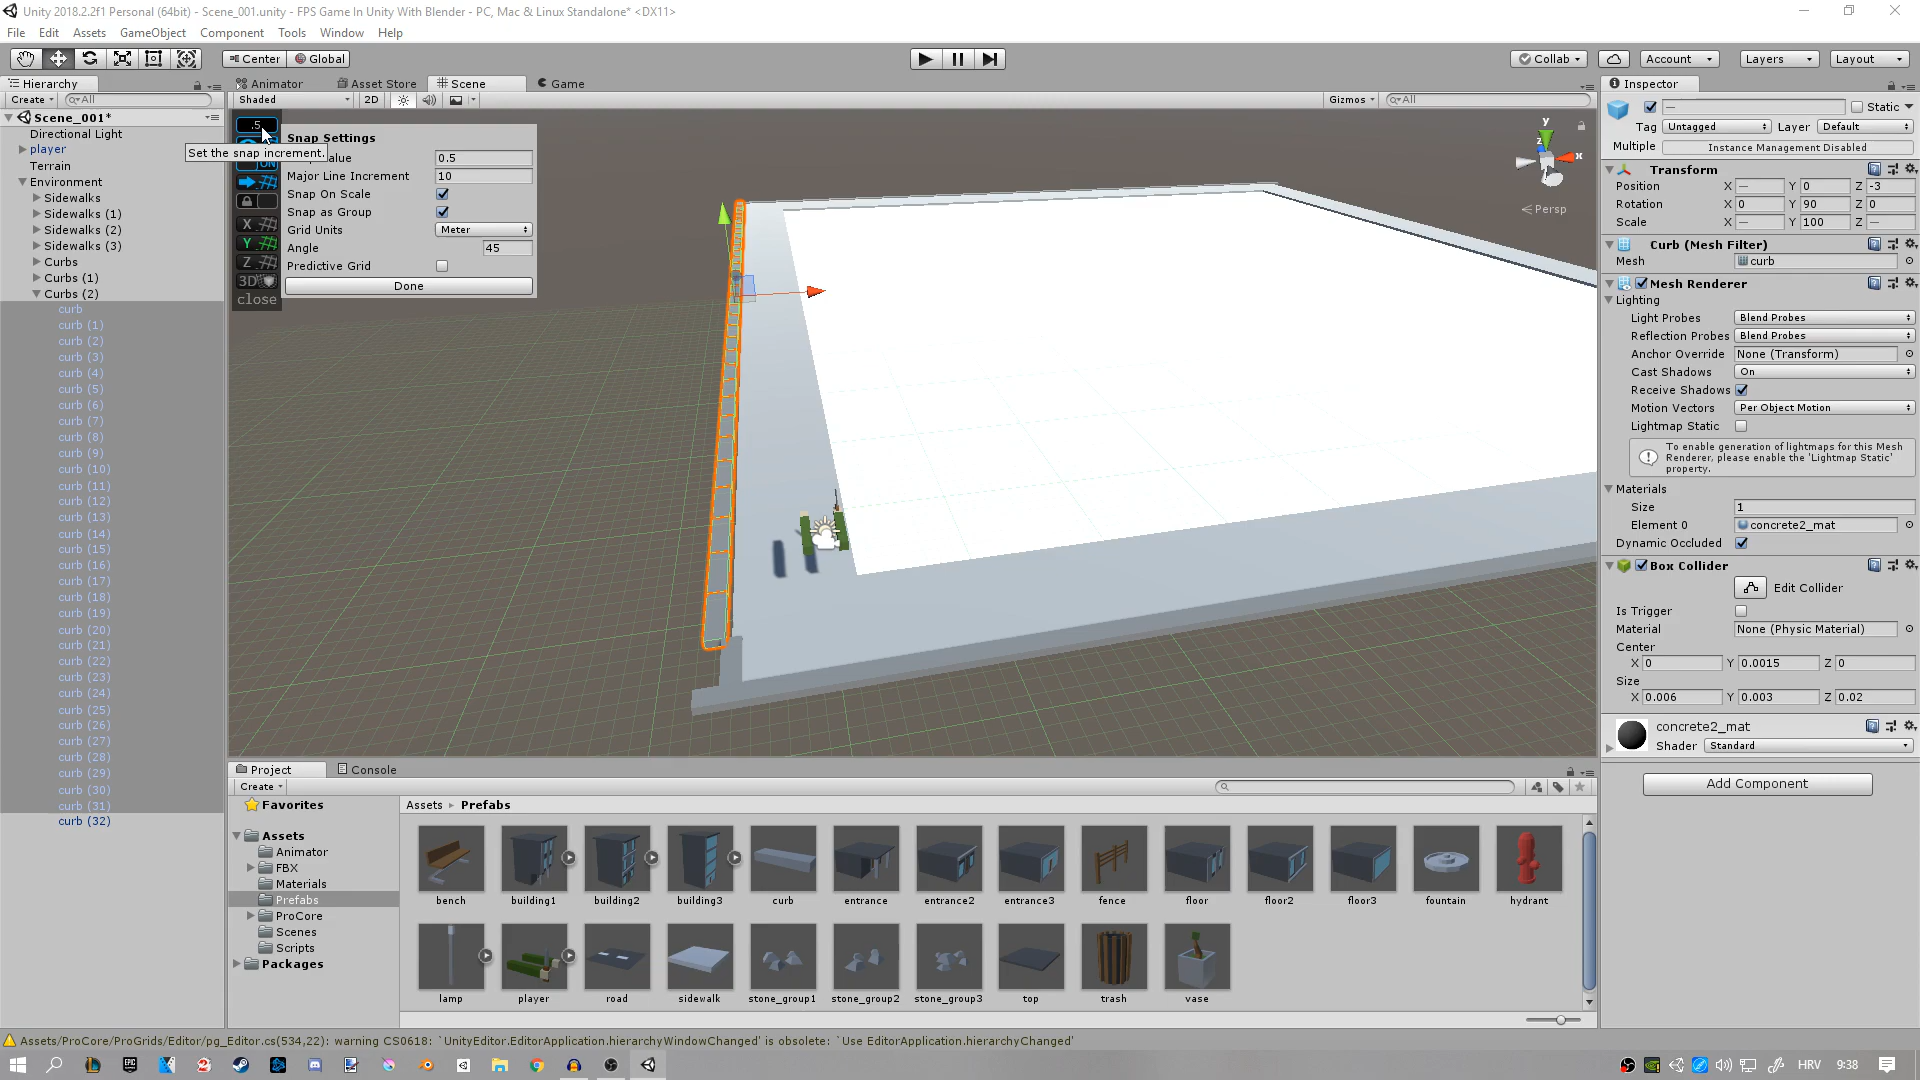 Unity 2018.2.2f1 Personal (64bit) - Scene_001.unity - FPS Game In Unity With Blender - PC, Mac & Linux Standalone* <DX11>
File Edit Assets GameObject Component Tools Window Help
Center Global Collab Account Layers Layout
Hierarchy
Create All
Scene_001*
Directional Light
player
Terrain
Environment
Sidewalks
Sidewalks (1)
Sidewalks (2)
Sidewalks (3)
Curbs
Curbs (1)
Curbs (2)
curb
curb (1)
curb (2)
curb (3)
curb (4)
curb (5)
curb (6)
curb (7)
curb (8)
curb (9)
curb (10)
curb (11)
curb (12)
curb (13)
curb (14)
curb (15)
curb (16)
curb (17)
curb (18)
curb (19)
curb (20)
curb (21)
curb (22)
curb (23)
curb (24)
curb (25)
curb (26)
curb (27)
curb (28)
curb (29)
curb (30)
curb (31)
curb (32)
Animator Asset Store Scene Game
Shaded 2D Gizmos All
.5
Set the snap increment.
X
Y
Z
3D
close
Snap Settings
alue 0.5
Major Line Increment 10
Snap On Scale
Snap as Group
Grid Units Meter
Angle 45
Predictive Grid
Done
y
z
x
Persp
Inspector
— Static
Tag Untagged Layer Default
Multiple Instance Management Disabled
Transform
Position X — Y 0 Z -3
Rotation X 0 Y 90 Z 0
Scale X — Y 100 Z —
Curb (Mesh Filter)
Mesh curb
Mesh Renderer
Lighting
Light Probes Blend Probes
Reflection Probes Blend Probes
Anchor Override None (Transform)
Cast Shadows On
Receive Shadows
Motion Vectors Per Object Motion
Lightmap Static
To enable generation of lightmaps for this Mesh
Renderer, please enable the 'Lightmap Static'
property.
Materials
Size 1
Element 0 concrete2_mat
Dynamic Occluded
Box Collider
Edit Collider
Is Trigger
Material None (Physic Material)
Center
X 0 Y 0.0015 Z 0
Size
X 0.006 Y 0.003 Z 0.02
concrete2_mat
Shader Standard
Add Component
Project Console
Create
Favorites
Assets
Animator
FBX
Materials
Prefabs
ProCore
Scenes
Scripts
Packages
Assets Prefabs
bench building1 building2 building3 curb entrance entrance2 entrance3 fence floor floor2 floor3 fountain hydrant
lamp player road sidewalk stone_group1 stone_group2 stone_group3 top trash vase
Assets/ProCore/ProGrids/Editor/pg_Editor.cs(534,22): warning CS0618: `UnityEditor.EditorApplication.hierarchyWindowChanged' is obsolete: `Use EditorApplication.hierarchyChanged'
HRV 9:38